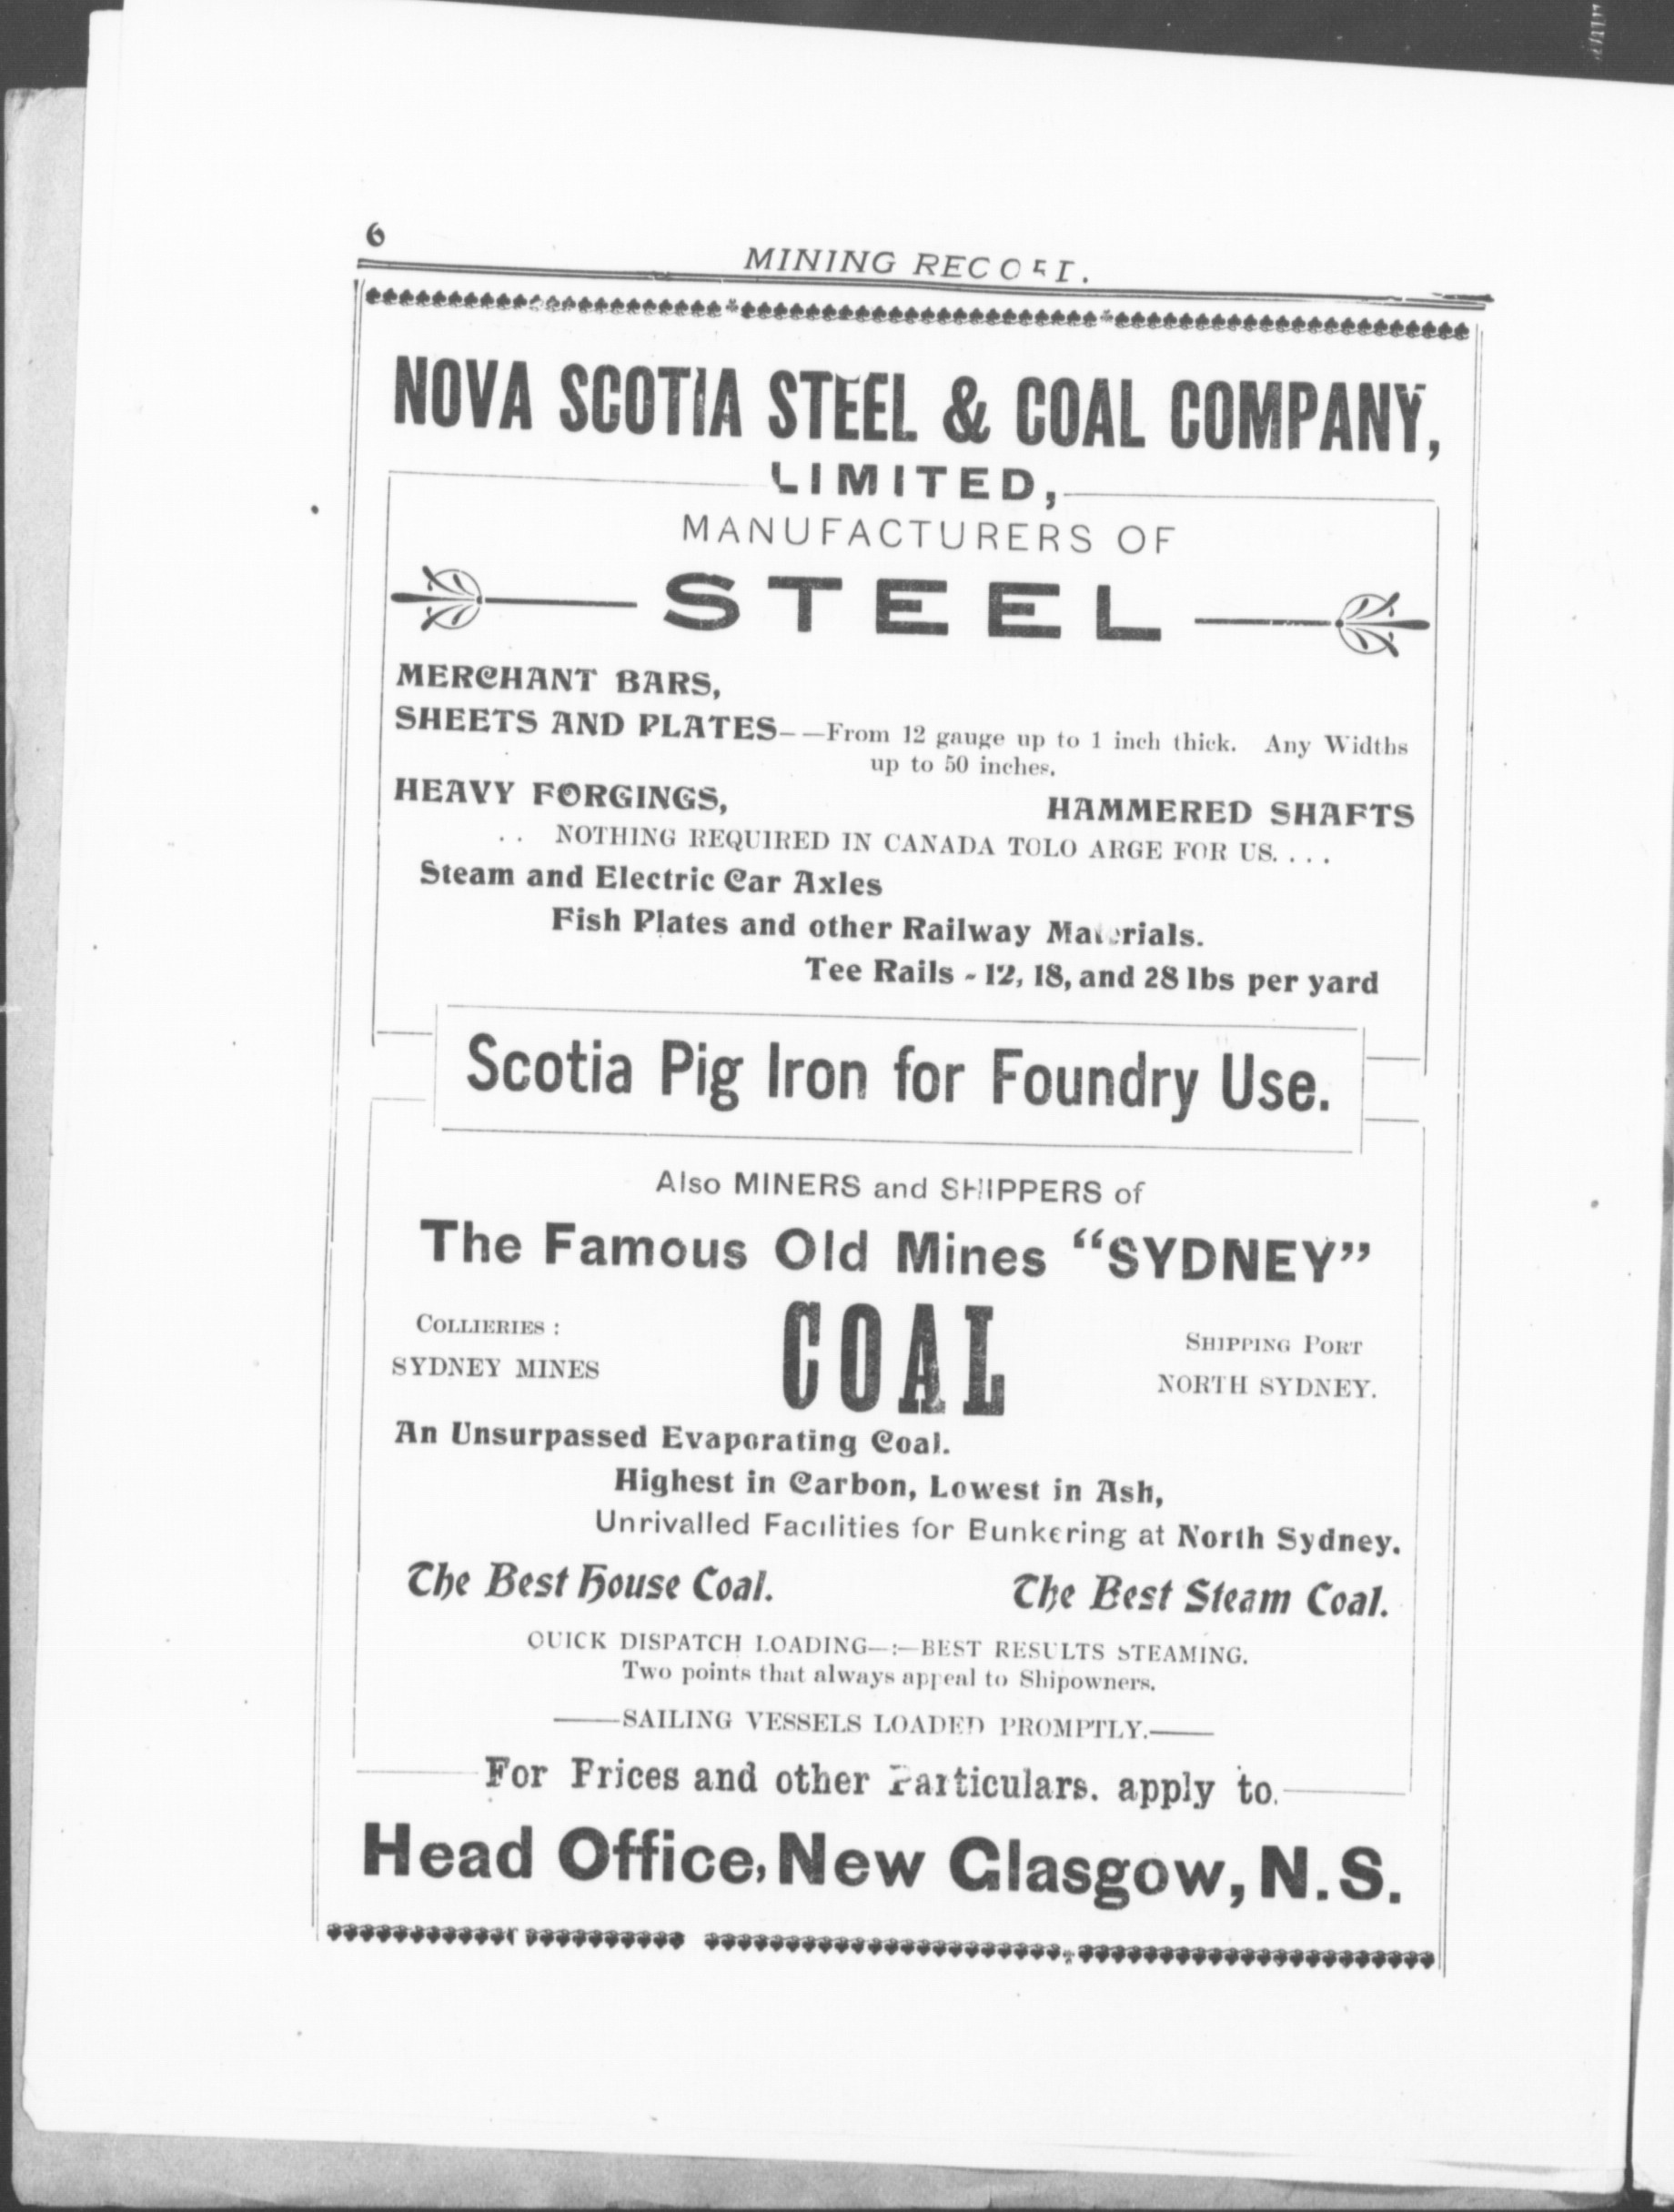 6
MINING RECORD.
NOVA SCOTIA STEEL & COAL COMPANY,
LIMITED,
MANUFACTURERS OF
STEEL
MERCHANT BARS,
SHEETS AND PLATES——From 12 gauge up to 1 inch thick. Any Widths
up to 50 inches.
HEAVY FORGINGS, HAMMERED SHAFTS
. . NOTHING REQUIRED IN CANADA TOLO ARGE FOR US. . . .
Steam and Electric Car Axles
Fish Plates and other Railway Materials.
Tee Rails - 12, 18, and 28 lbs per yard
Scotia Pig Iron for Foundry Use.
Also MINERS and SHIPPERS of
The Famous Old Mines "SYDNEY"
COLLIERIES :
SYDNEY MINES
COAL
SHIPPING PORT
NORTH SYDNEY.
An Unsurpassed Evaporating Coal.
Highest in Carbon, Lowest in Ash,
Unrivalled Facilities for Bunkering at North Sydney.
The Best House Coal. The Best Steam Coal.
QUICK DISPATCH LOADING—:—BEST RESULTS STEAMING.
Two points that always appeal to Shipowners.
——SAILING VESSELS LOADED PROMPTLY.——
For Prices and other Particulars. apply to.
Head Office, New Glasgow, N.S.